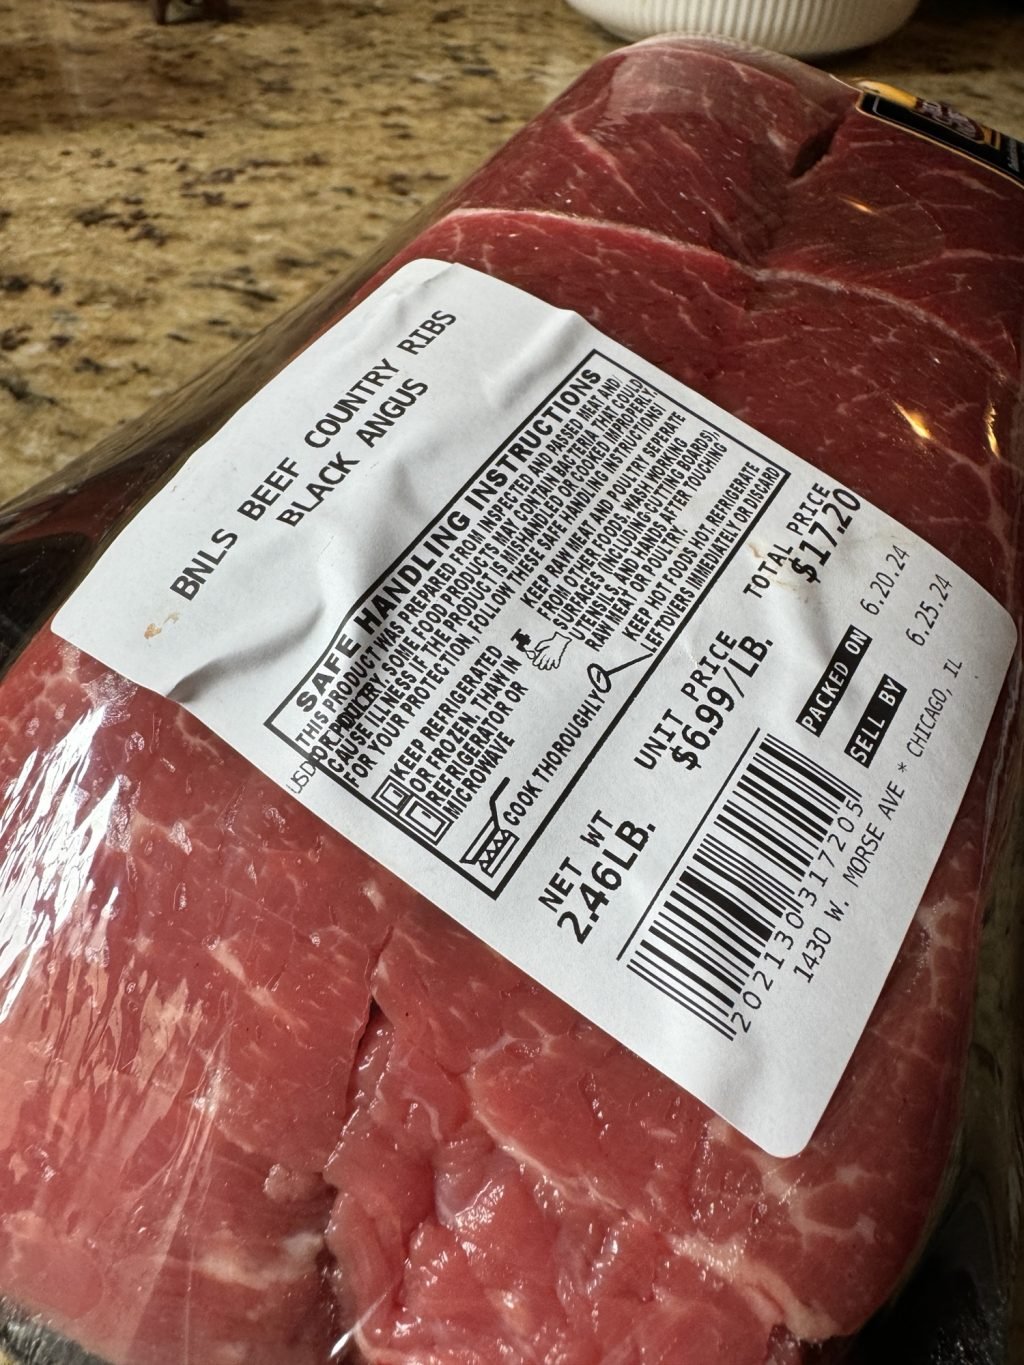 BNLS BEEF COUNTRY RIBS
BLACK ANGUS
SAFE HANDLING INSTRUCTIONS
THIS PRODUCT WAS PREPARED FROM INSPECTED AND PASSED MEAT AND/
OR POULTRY. SOME FOOD PRODUCTS MAY CONTAIN BACTERIA THAT COULD
CAUSE ILLNESS IF THE PRODUCT IS MISHANDLED OR COOKED IMPROPERLY.
FOR YOUR PROTECTION, FOLLOW THESE SAFE HANDLING INSTRUCTIONS!
KEEP REFRIGERATED
OR FROZEN. THAW IN
REFRIGERATOR OR
MICROWAVE
KEEP RAW MEAT AND POULTRY SEPERATE
FROM OTHER FOODS. WASH WORKING
SURFACES (INCLUDING CUTTING BOARDS),
UTENSILS, AND HANDS AFTER TOUCHING
RAW MEAT OR POULTRY.
COOK THOROUGHLY
KEEP HOT FOODS HOT. REFRIGERATE
LEFTOVERS IMMEDIATELY OR DISCARD
NET WT
2.46LB.
UNIT PRICE
$6.99/LB.
TOTAL PRICE
$17.20
PACKED ON 6.20.24
SELL BY 6.25.24
202130317205
1430 W. MORSE AVE * CHICAGO, IL